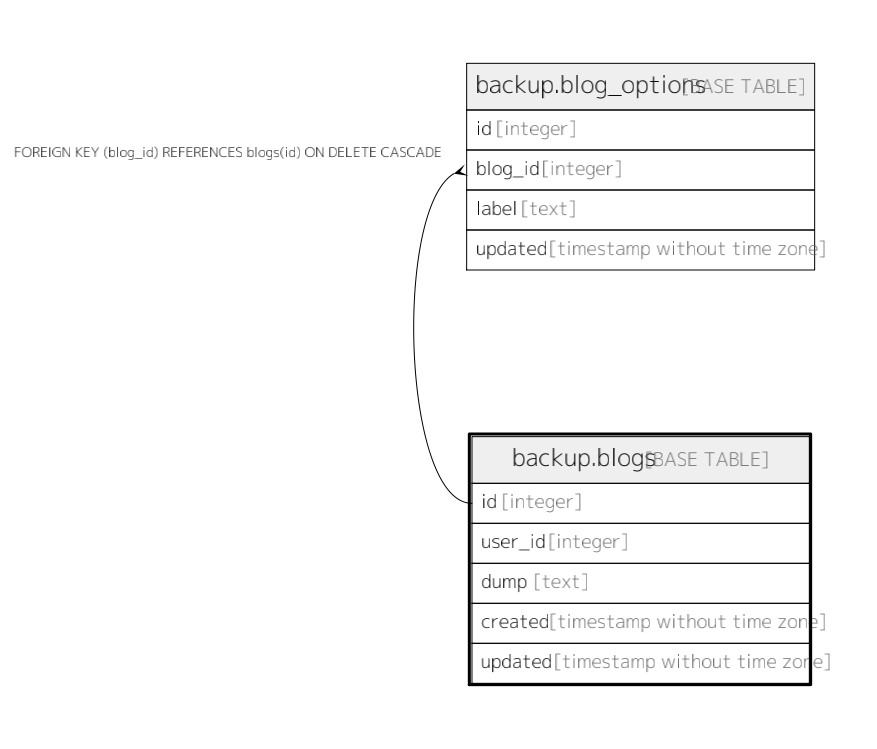 backup.blog_options [BASE TABLE]
id [integer]
FOREIGN KEY (blog_id) REFERENCES blogs(id) ON DELETE CASCADE
blog_id [integer]
label [text]
updated [timestamp without time zone]
backup.blogs [BASE TABLE]
id [integer]
user_id [integer]
dump [text]
created [timestamp without time zone]
updated [timestamp without time zone]